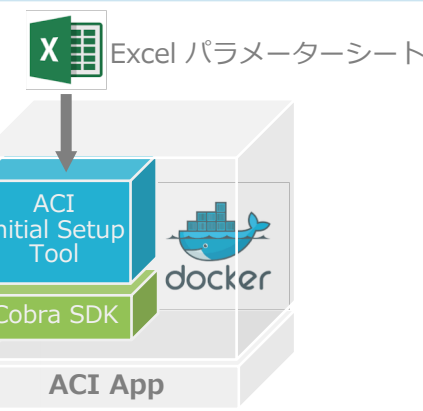 X
Excel パラメーターシート
ACI
nitial Setup
Tool
docker
Cobra SDK
ACI App